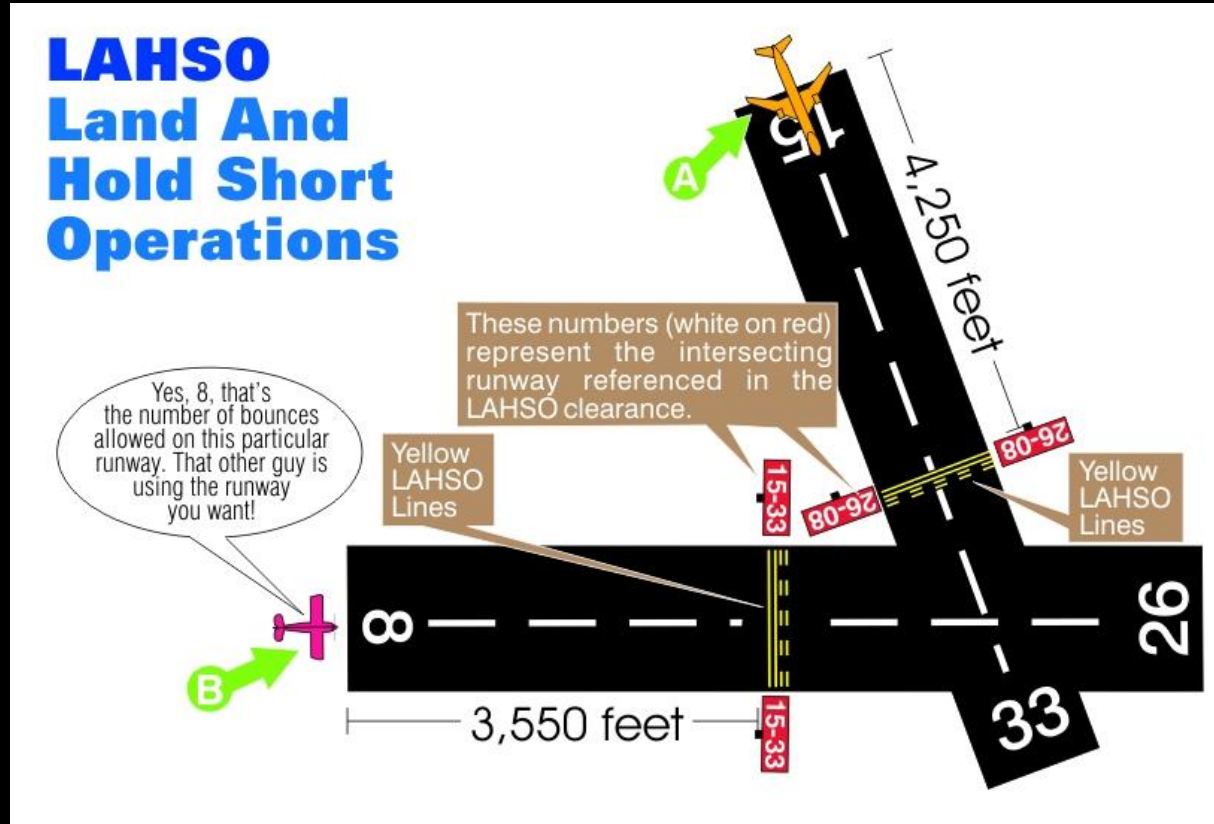 LAHSO
Land And
Hold Short
Operations
15
A
4,250 feet
These numbers (white on red)
represent the intersecting
runway referenced in the
LAHSO clearance.
Yes, 8, that's
the number of bounces
allowed on this particular
runway. That other guy is
using the runway
you want!
Yellow
LAHSO
Lines
15-33
26-08
26-08
Yellow
LAHSO
Lines
8
26
B
3,550 feet
15-33
33